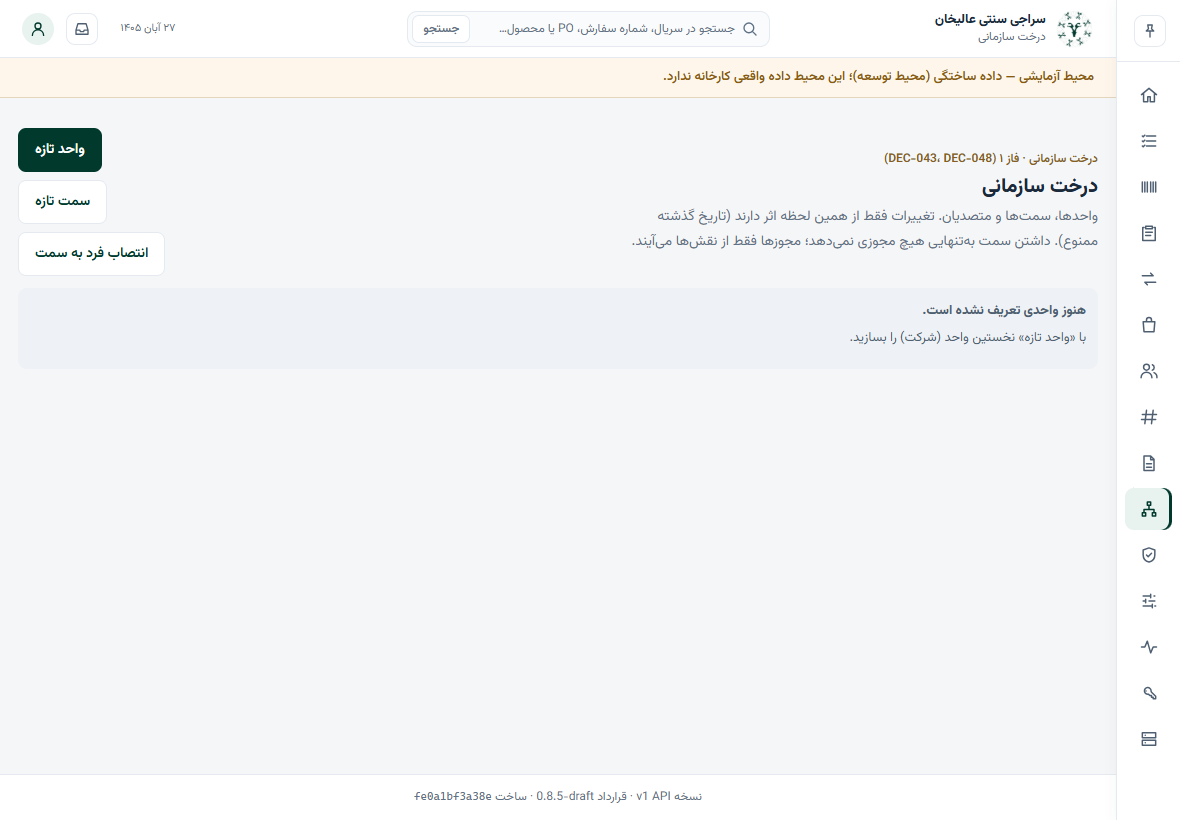 سراجی سنتی عالیخان
درخت سازمانی
جستجو در سریال، شماره سفارش، PO یا محصول...
جستجو
۲۷ آبان ۱۴۰۵
محیط آزمایشی — داده ساختگی (محیط توسعه)؛ این محیط داده واقعی کارخانه ندارد.
درخت سازمانی · فاز ۱ (DEC-043، DEC-048)
درخت سازمانی
واحدها، سمت‌ها و متصدیان. تغییرات فقط از همین لحظه اثر دارند (تاریخ گذشته
ممنوع). داشتن سمت به‌تنهایی هیچ مجوزی نمی‌دهد؛ مجوزها فقط از نقش‌ها می‌آیند.
واحد تازه
سمت تازه
انتصاب فرد به سمت
هنوز واحدی تعریف نشده است.
با «واحد تازه» نخستین واحد (شرکت) را بسازید.
نسخه API v1 · قرارداد 0.8.5-draft · ساخت fe0a1bf3a38e